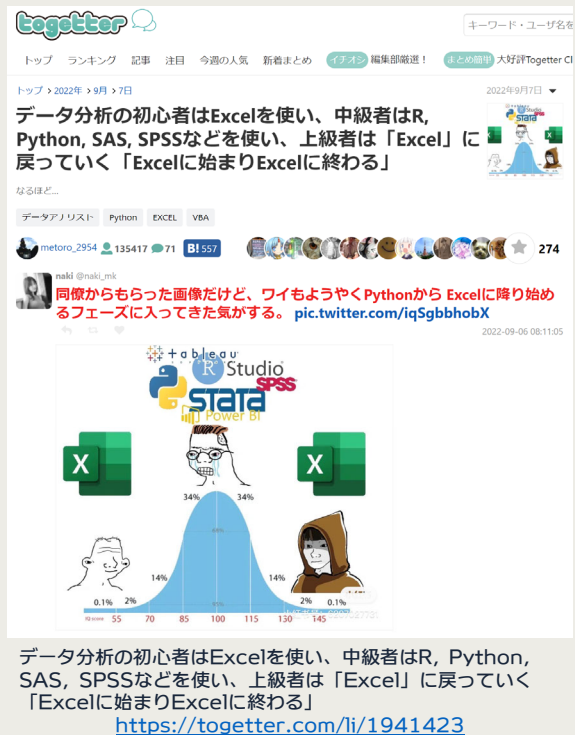 togetter
キーワード・ユーザ名を
トップ ランキング 記事 注目 今週の人気 新着まとめ イチオシ 編集部厳選！ まとめ簡単 大好評Togetter Cl
トップ > 2022年 > 9月 > 7日
2022年9月7日
データ分析の初心者はExcelを使い、中級者はR,
Python, SAS, SPSSなどを使い、上級者は「Excel」に
戻っていく「Excelに始まりExcelに終わる」
なるほど...
データアナリスト Python EXCEL VBA
metoro_2954 135417 71 B! 557 274
naki @naki_mk
同僚からもらった画像だけど、ワイもようやくPythonから Excelに降り始め
るフェーズに入ってきた気がする。 pic.twitter.com/iqSgbbhobX
2022-09-06 08:11:05
+ableau
R Studio
SPSS
STATA
Power BI
X X
34% 34%
14% 14%
0.1% 2% 2% 0.1%
IQ score 55 70 85 100 115 130 145
データ分析の初心者はExcelを使い、中級者はR, Python,
SAS, SPSSなどを使い、上級者は「Excel」に戻っていく
「Excelに始まりExcelに終わる」
https://togetter.com/li/1941423